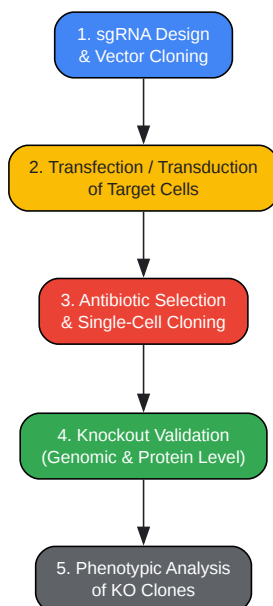 1. sgRNA Design
& Vector Cloning
2. Transfection / Transduction
of Target Cells
3. Antibiotic Selection
& Single-Cell Cloning
4. Knockout Validation
(Genomic & Protein Level)
5. Phenotypic Analysis
of KO Clones